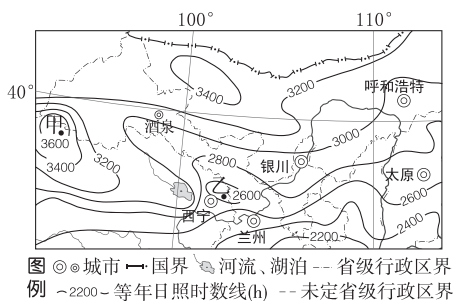 100° 110°
3200
3400
呼和浩特
40°
3200
甲
酒泉
3600
3000
3400
3200
2800
银川
太原
乙
2600
2600
西宁
2400
兰州
2200
图 城市 国界 河流、湖泊 省级行政区界
例 2200 等年日照时数线(h) 未定省级行政区界